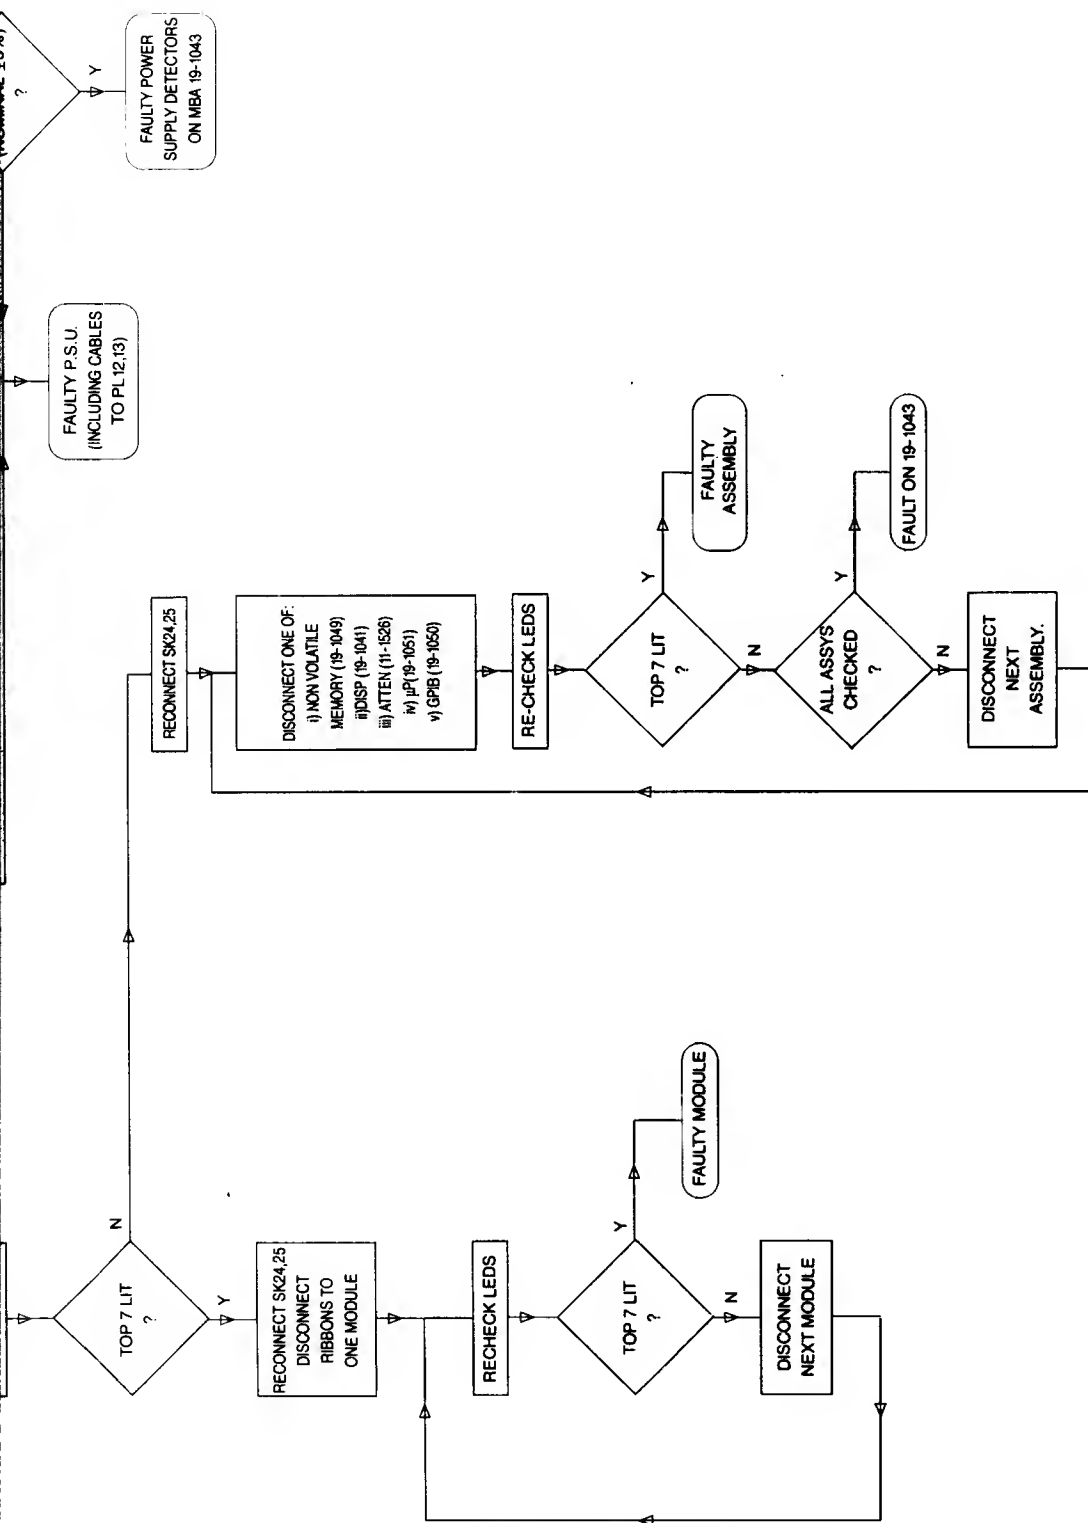 ?
Y
FAULTY POWER
SUPPLY DETECTORS
ON MBA 19-1043
FAULTY P.S.U.
(INCLUDING CABLES
TO PL12,13)
TOP 7 LIT
?
N
Y
RECONNECT SK24,25
DISCONNECT
RIBBONS TO
ONE MODULE
RECHECK LEDS
TOP 7 LIT
?
Y
FAULTY MODULE
N
DISCONNECT
NEXT MODULE
RECONNECT SK24,25
DISCONNECT ONE OF:
i) NON VOLATILE
MEMORY (19-1049)
ii)DISP (19-1041)
iii) ATTEN (11-1526)
iv) µP(19-1051)
v) GPIB (19-1050)
RE-CHECK LEDS
TOP 7 LIT
?
Y
FAULTY
ASSEMBLY
N
ALL ASSYS
CHECKED
?
Y
FAULT ON 19-1043
N
DISCONNECT
NEXT
ASSEMBLY.